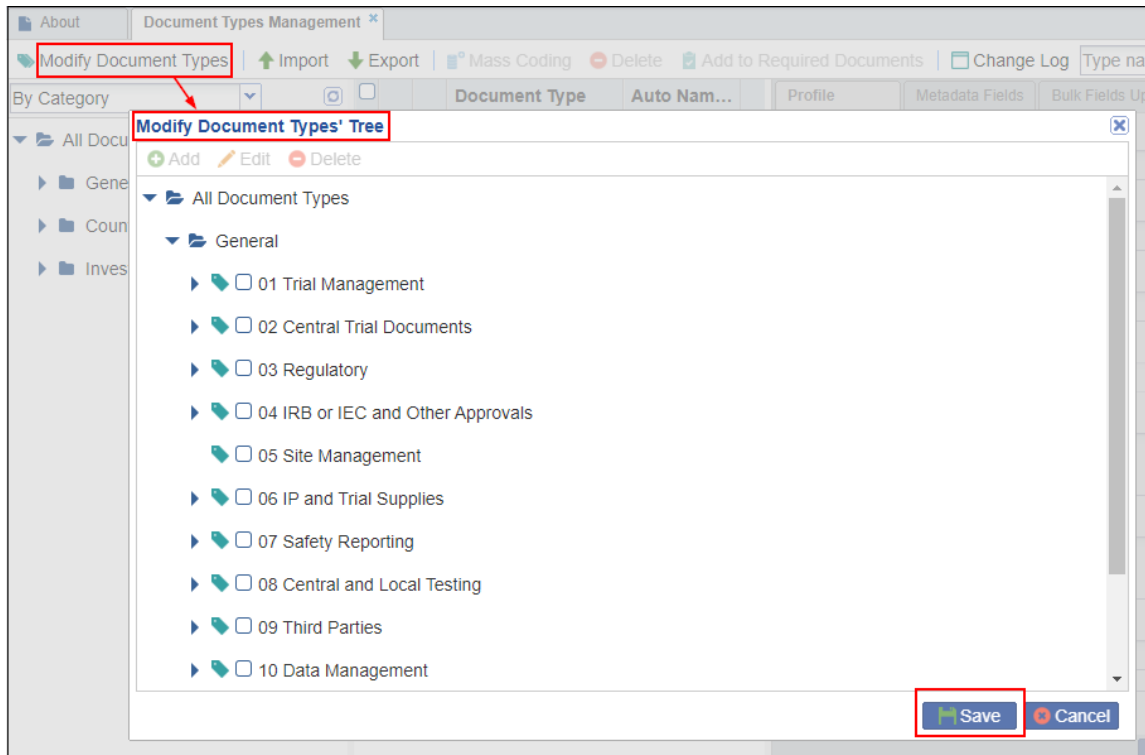 About
Document Types Management
Modify Document Types Import Export Mass Coding Delete Add to Required Documents Change Log Type na
By Category Document Type Auto Nam... Profile Metadata Fields Bulk Fields Up
Modify Document Types' Tree
All Docu
Add Edit Delete
Gene
All Document Types
Coun
General
Inves
01 Trial Management
02 Central Trial Documents
03 Regulatory
04 IRB or IEC and Other Approvals
05 Site Management
06 IP and Trial Supplies
07 Safety Reporting
08 Central and Local Testing
09 Third Parties
10 Data Management
Save Cancel